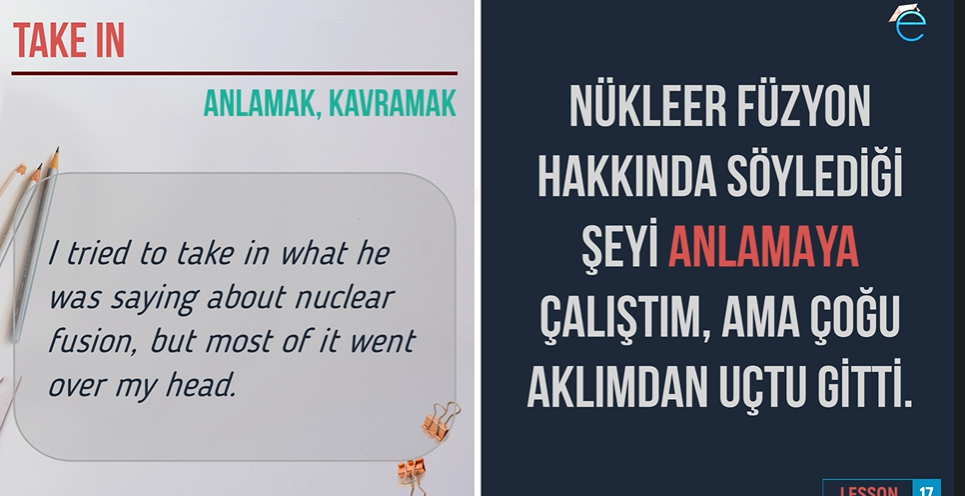 TAKE IN
ANLAMAK, KAVRAMAK
I tried to take in what he
was saying about nuclear
fusion, but most of it went
over my head.
NÜKLEER FÜZYON
HAKKINDA SÖYLEDİĞİ
ŞEYİ ANLAMAYA
ÇALIŞTIM, AMA ÇOĞU
AKLIMDAN UÇTU GİTTİ.
LESSON 17